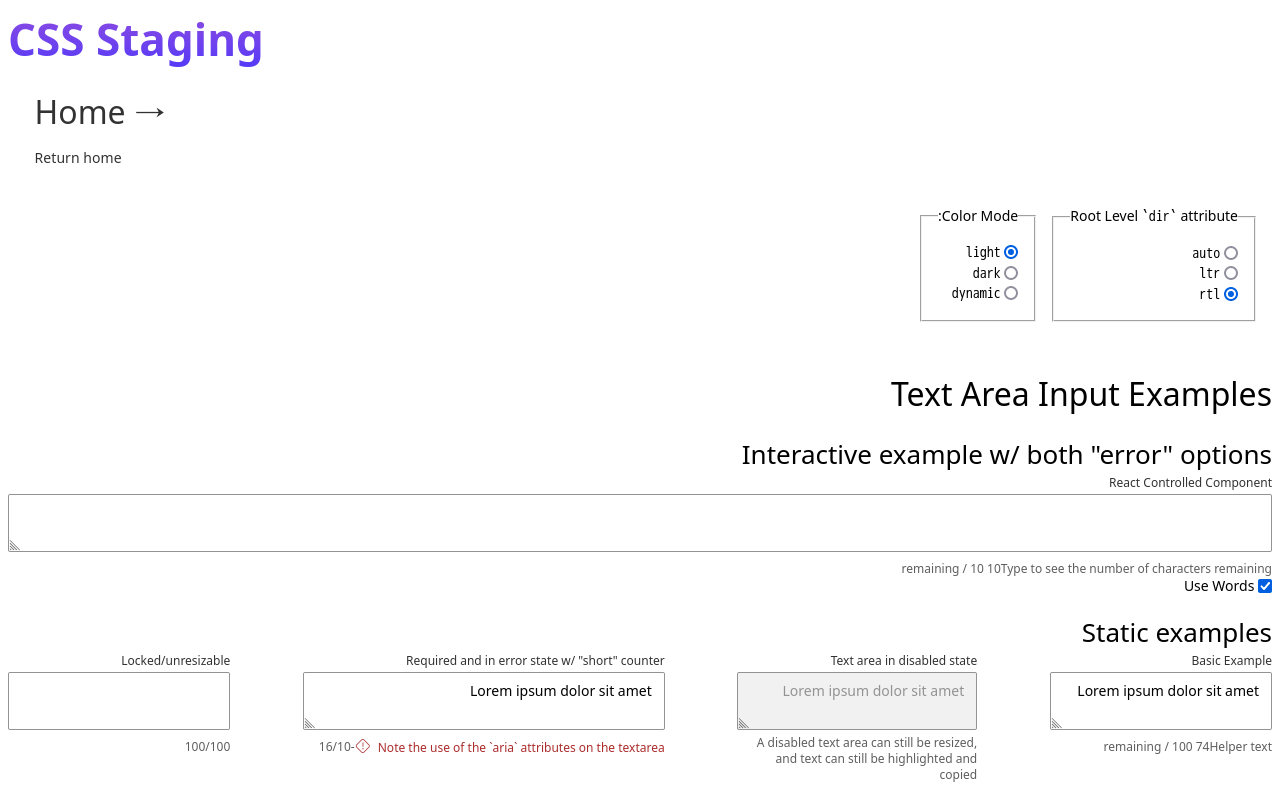 CSS Staging
Home →
Return home
Root Level `dir` attribute
auto
ltr
rtl
:Color Mode
light
dark
dynamic
Text Area Input Examples
Interactive example w/ both "error" options
React Controlled Component
remaining / 10 10Type to see the number of characters remaining
Use Words
Static examples
Basic Example
Lorem ipsum dolor sit amet
remaining / 100 74Helper text
Text area in disabled state
Lorem ipsum dolor sit amet
A disabled text area can still be resized,
and text can still be highlighted and
copied
Required and in error state w/ "short" counter
Lorem ipsum dolor sit amet
16/10-
Note the use of the `aria` attributes on the textarea
Locked/unresizable
100/100